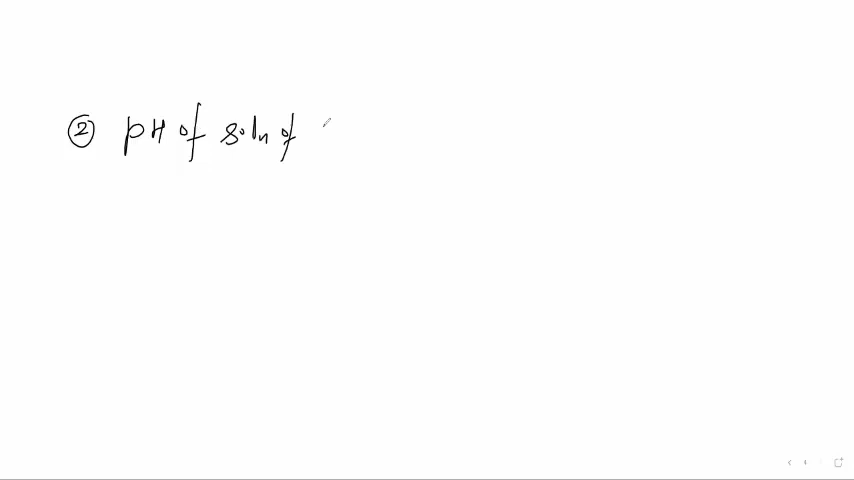 ② pH of soln of